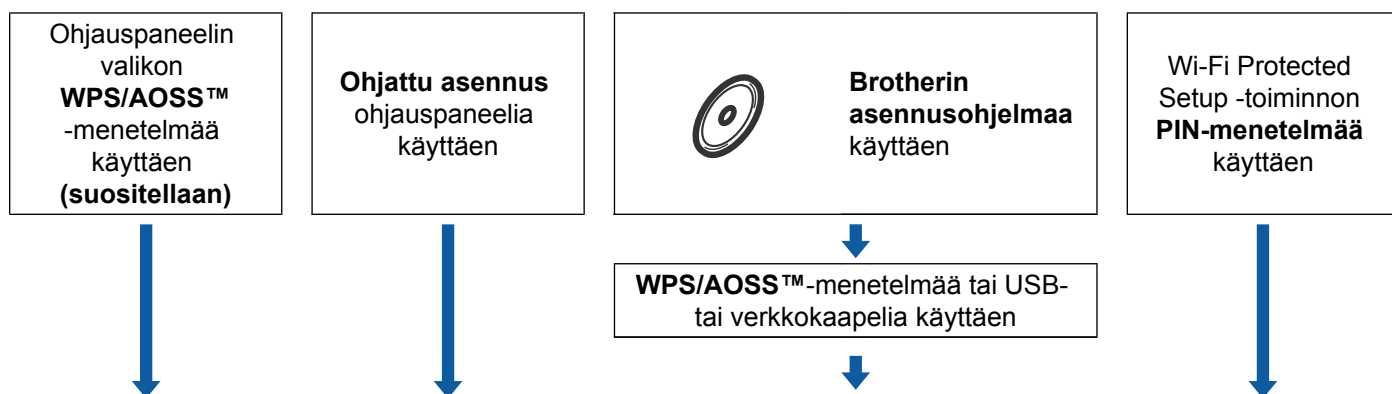 Ohjauspaneelin
valikon
WPS/AOSS™
-menetelmää
käyttäen
(suositellaan)
Ohjattu asennus
ohjauspaneelia
käyttäen
Brotherin
asennusohjelmaa
käyttäen
Wi-Fi Protected
Setup -toiminnon
PIN-menetelmää
käyttäen
WPS/AOSS™-menetelmää tai USB-
tai verkkokaapelia käyttäen